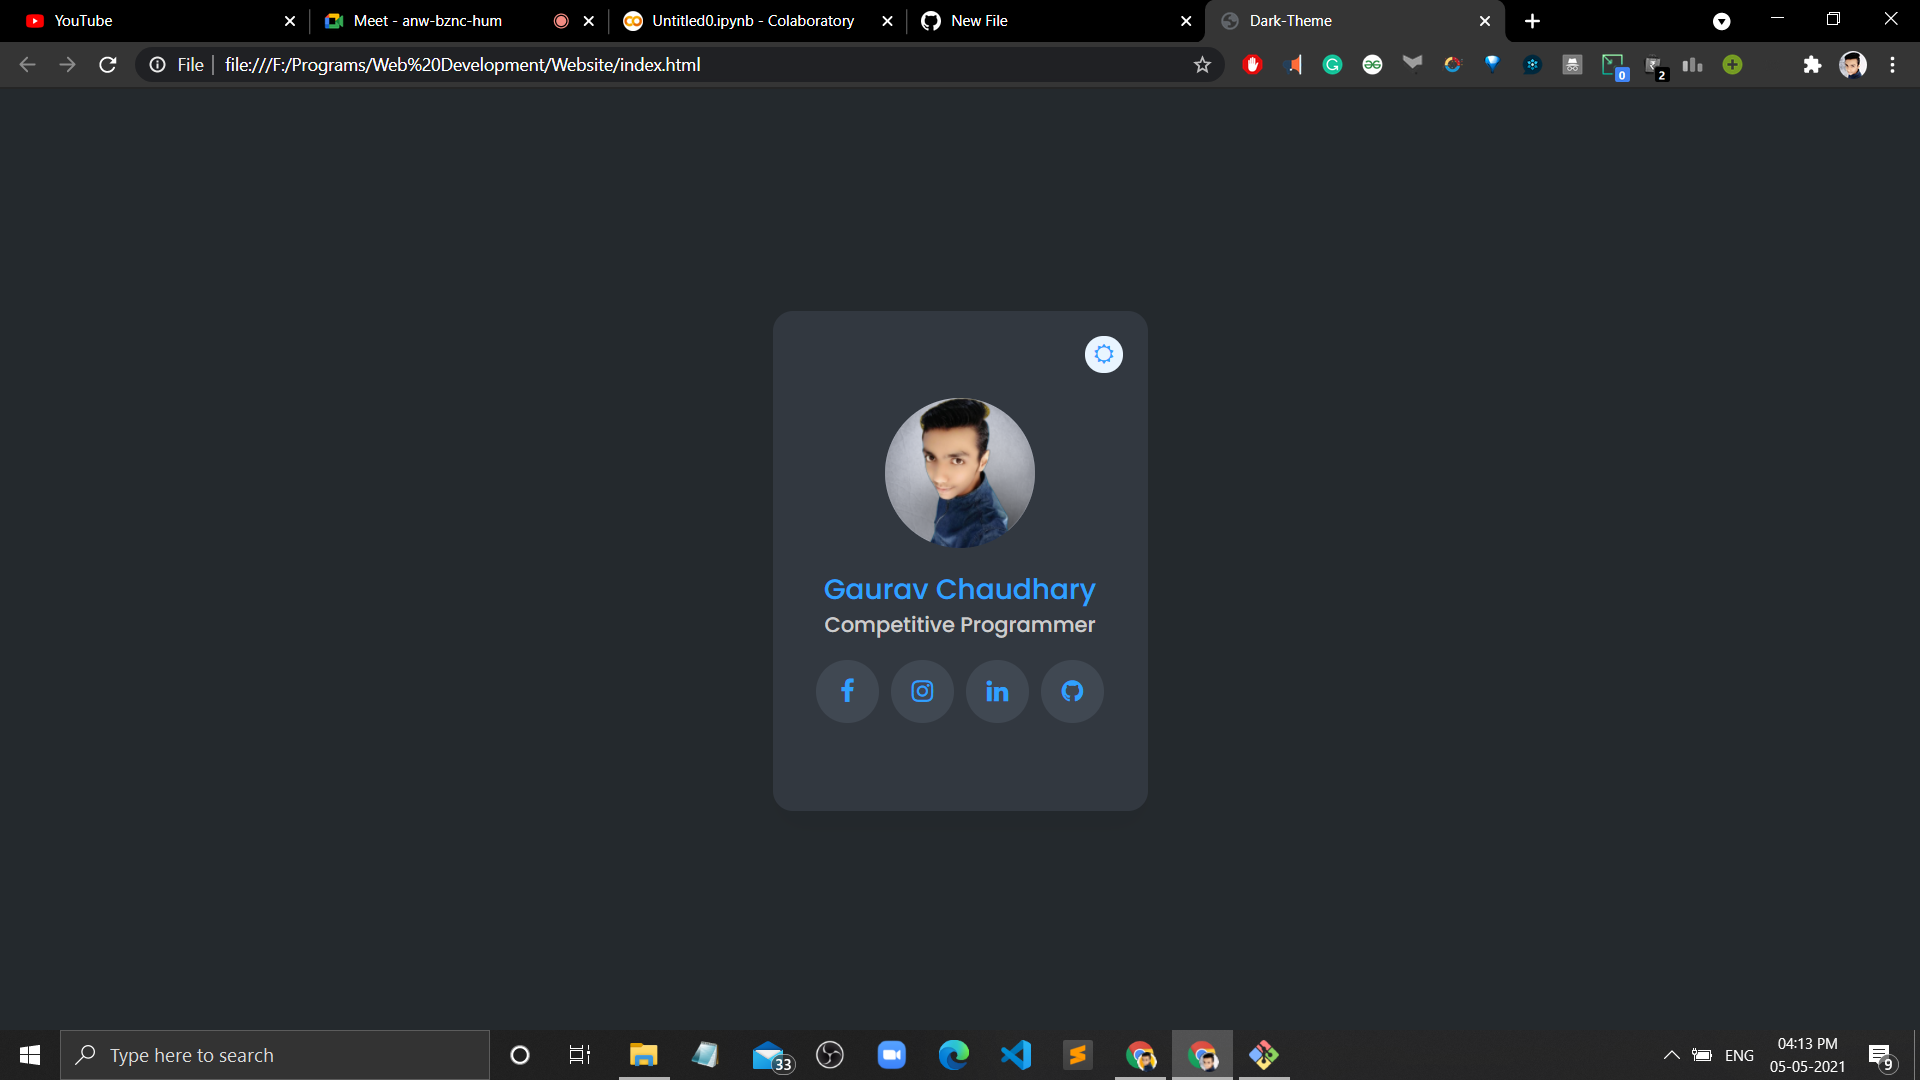 YouTube
Meet - anw-bznc-hum
Untitled0.ipynb - Colaboratory
New File
Dark-Theme
File
file:///F:/Programs/Web%20Development/Website/index.html
0
2
Gaurav Chaudhary
Competitive Programmer
Type here to search
33
ENG
04:13 PM
05-05-2021
9